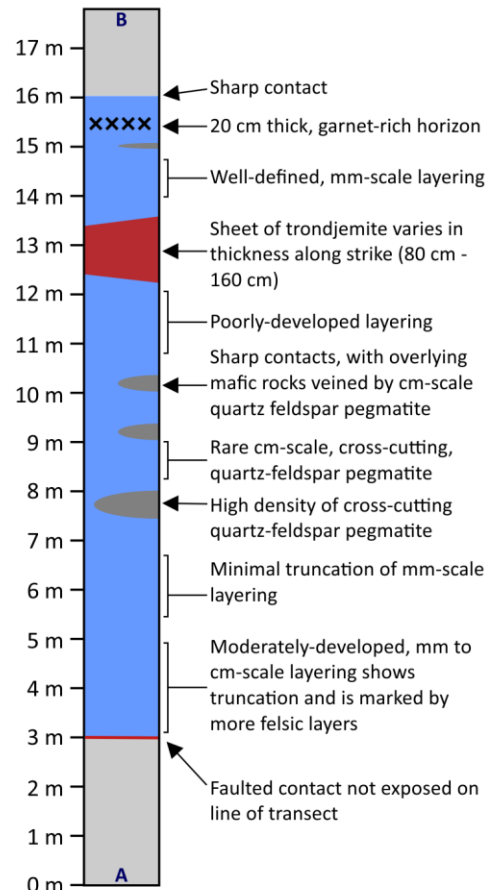 B
17 m
16 m
Sharp contact
20 cm thick, garnet-rich horizon
15 m
Well-defined, mm-scale layering
14 m
Sheet of trondjemite varies in
thickness along strike (80 cm -
160 cm)
13 m
12 m
Poorly-developed layering
11 m
Sharp contacts, with overlying
mafic rocks veined by cm-scale
quartz feldspar pegmatite
10 m
9 m
Rare cm-scale, cross-cutting,
quartz-feldspar pegmatite
8 m
High density of cross-cutting
quartz-feldspar pegmatite
7 m
Minimal truncation of mm-scale
layering
6 m
5 m
Moderately-developed, mm to
cm-scale layering shows
truncation and is marked by
more felsic layers
4 m
3 m
Faulted contact not exposed on
line of transect
2 m
1 m
A
0 m